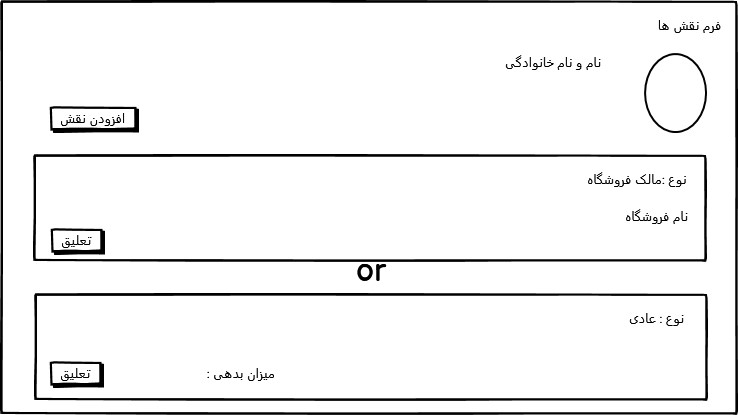 فرم نقش ها
نام و نام خانوادگی
افزودن نقش
نوع :مالک فروشگاه
نام فروشگاه
تعلیق
or
نوع : عادی
میزان بدهی :
تعلیق